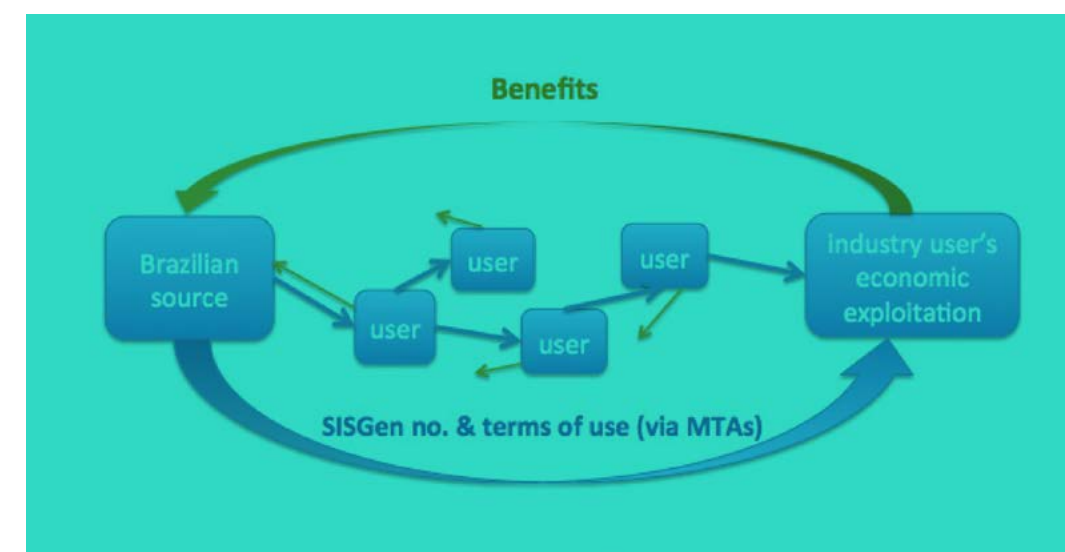 Benefits
Brazilian
source
user
user
user
user
industry user's
economic
exploitation
SISGen no. & terms of use (via MTAs)